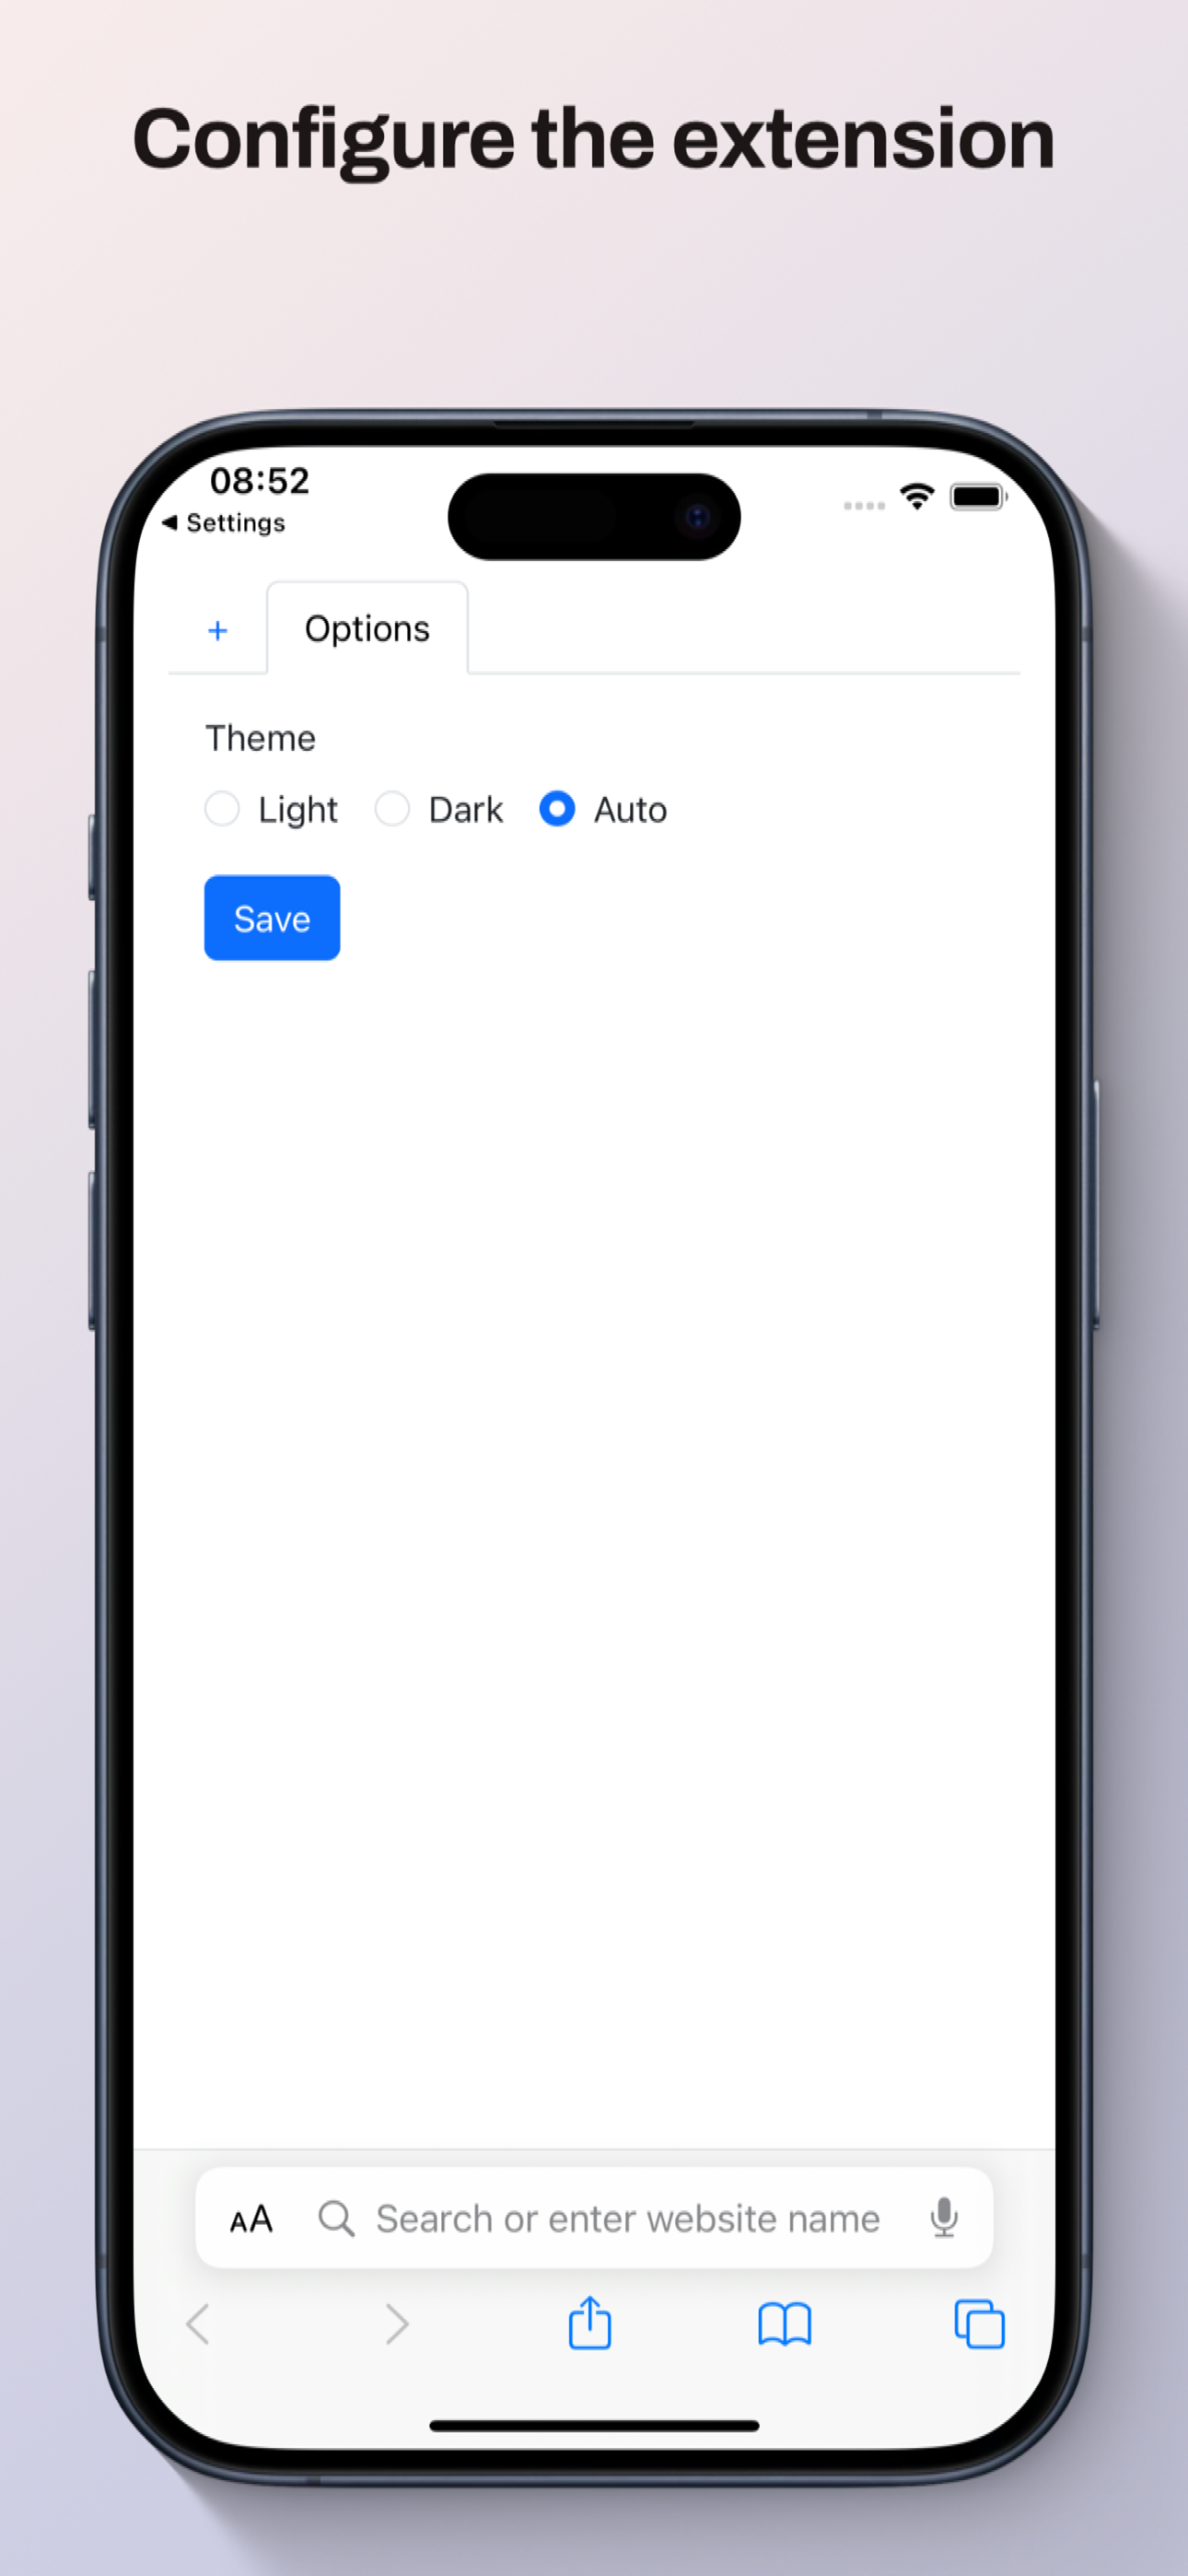 Configure the extension
08:52
◀ Settings
+ Options
Theme
Light Dark Auto
Save
AA Search or enter website name